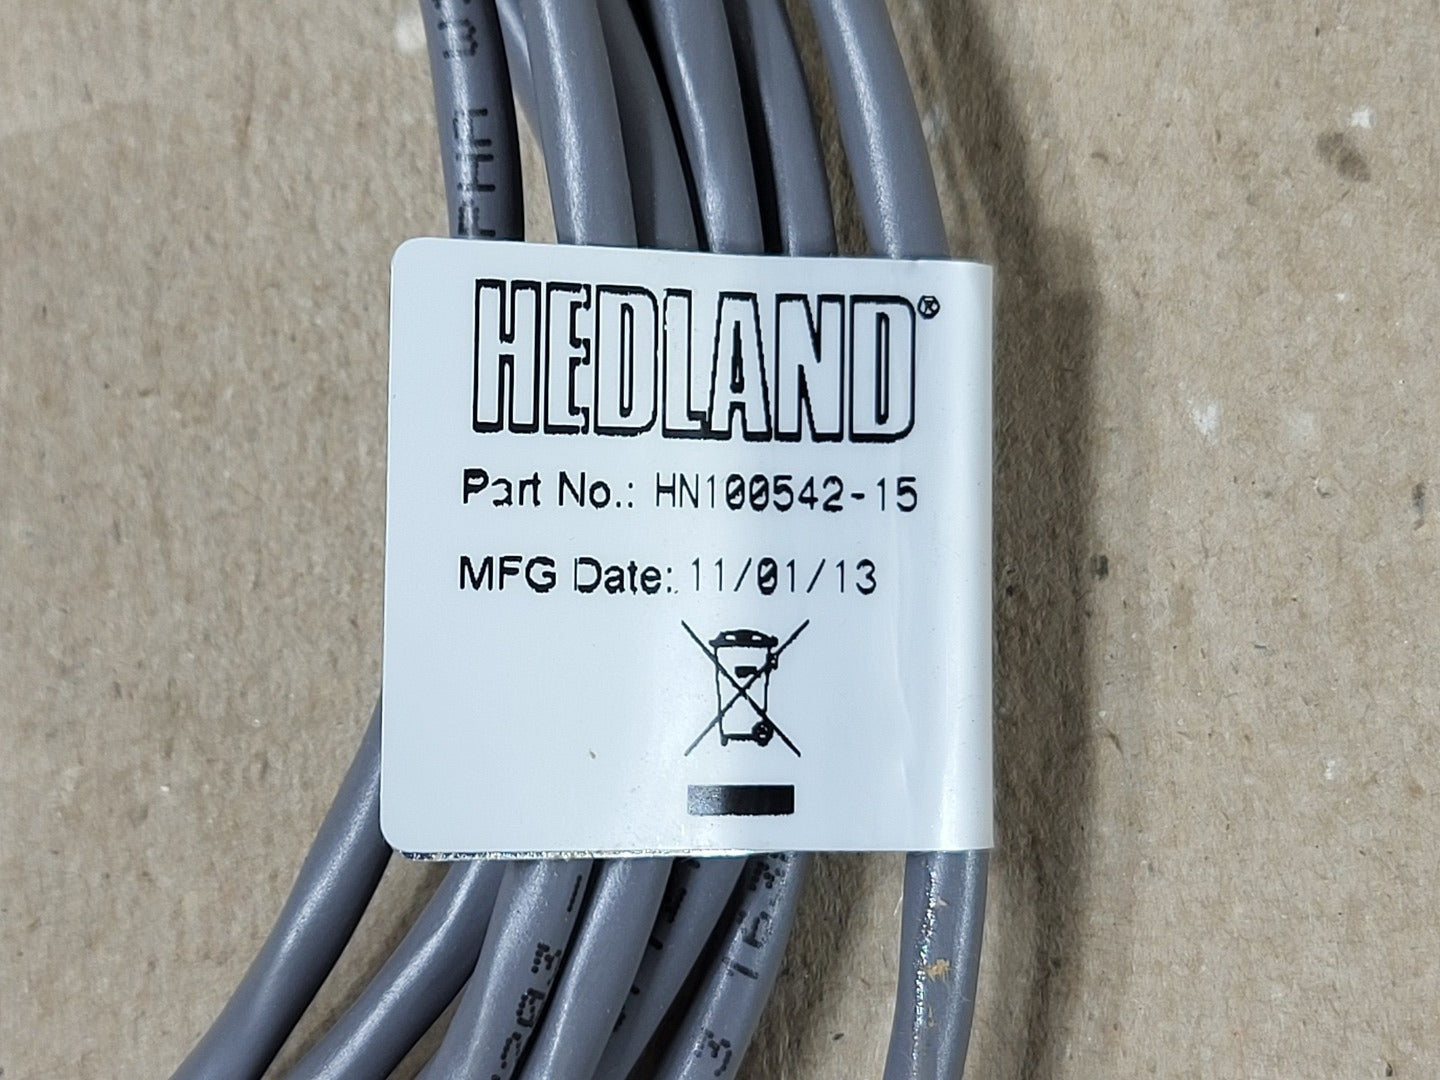 HEDLAND®
Part No.: HN100542-15
MFG Date: 11/01/13